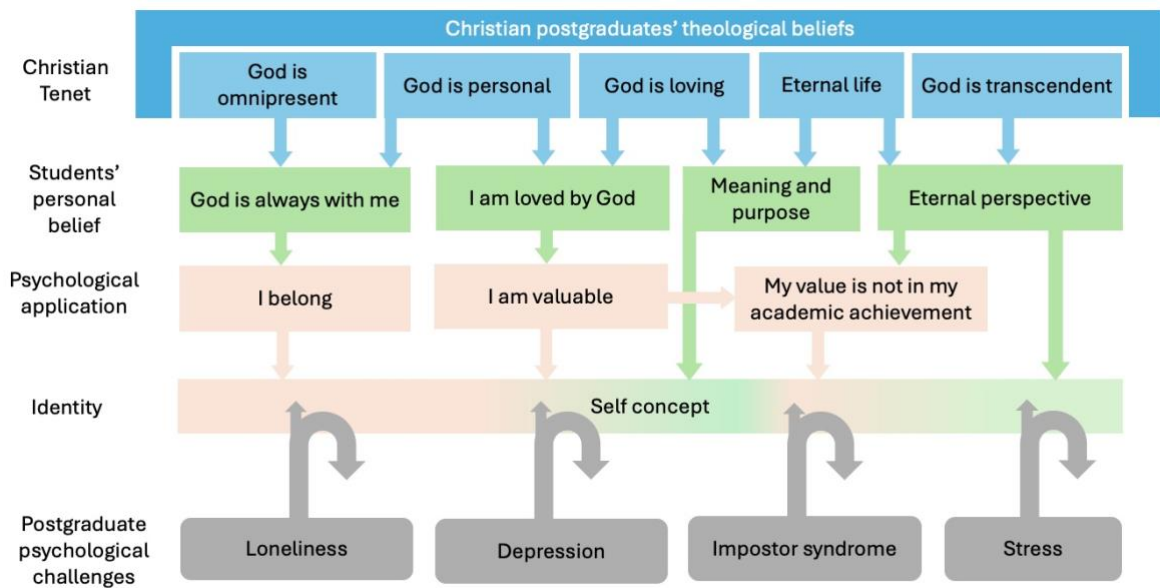 Christian postgraduates’ theological beliefs
Christian
Tenet
God is
omnipresent
God is personal
God is loving
Eternal life
God is transcendent
Students’
personal
belief
God is always with me
I am loved by God
Meaning and
purpose
Eternal perspective
Psychological
application
I belong
I am valuable
My value is not in my
academic achievement
Identity
Self concept
Postgraduate
psychological
challenges
Loneliness
Depression
Impostor syndrome
Stress